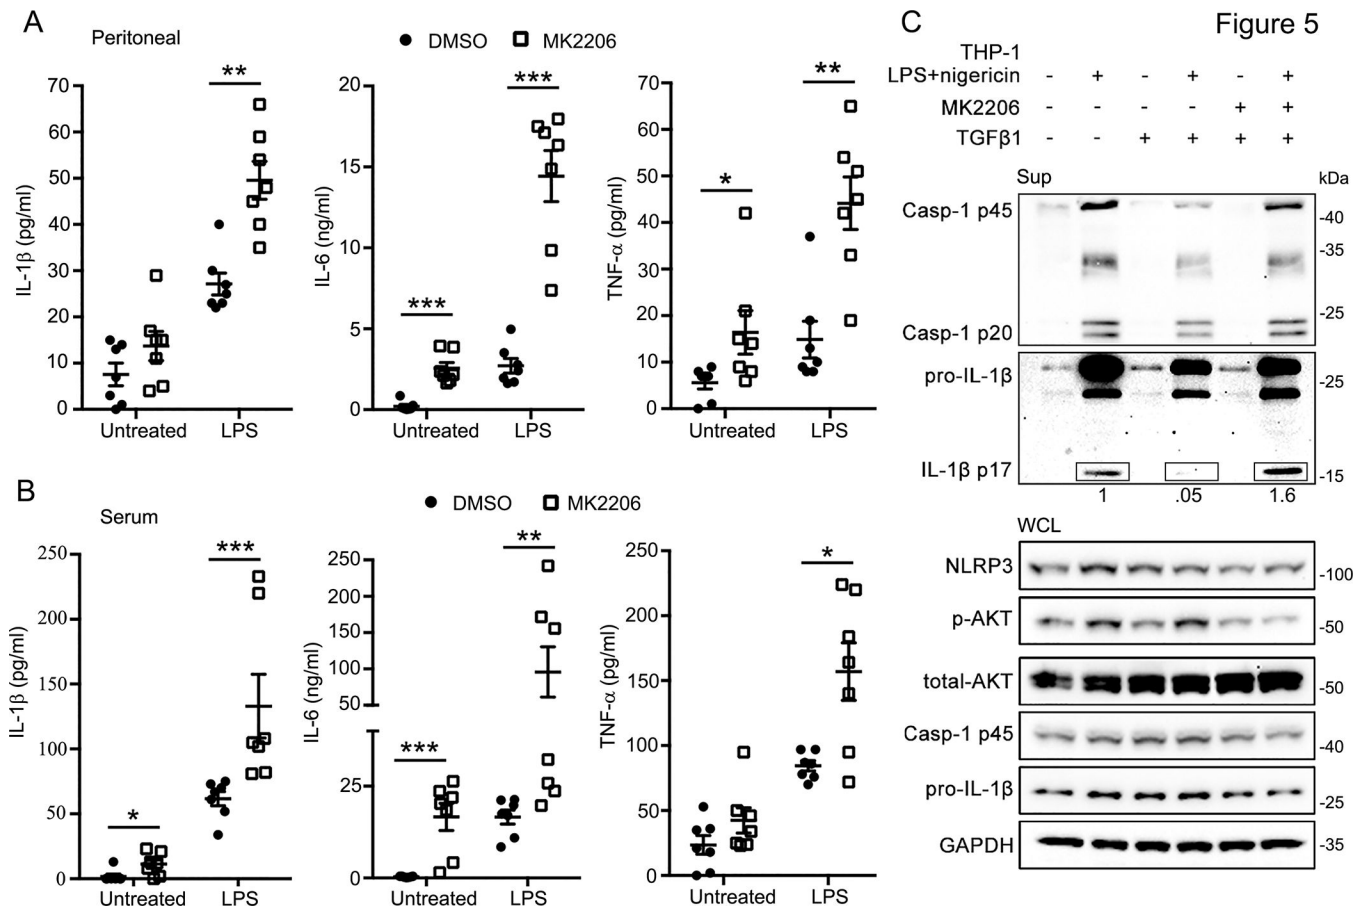 A
Peritoneal
DMSO MK2206
IL-1β (pg/ml)
70
60
50
40
30
20
10
0
**
Untreated LPS
IL-6 (ng/ml)
20
15
10
5
0
***
***
Untreated LPS
TNF-α (pg/ml)
70
60
50
40
30
20
10
0
*
**
Untreated LPS
B
Serum
DMSO MK2206
IL-1β (pg/ml)
250
200
150
100
50
0
*
***
Untreated LPS
IL-6 (ng/ml)
250
200
150
100
50
25
0
***
**
Untreated LPS
TNF-α (pg/ml)
250
200
150
100
50
0
*
Untreated LPS
C
Figure 5
THP-1
LPS+nigericin - + - + - +
MK2206 - - - - + +
TGFβ1 - - + + + +
Sup
kDa
Casp-1 p45
-40
-35
-25
Casp-1 p20
pro-IL-1β
-25
IL-1β p17
-15
1 .05 1.6
WCL
NLRP3 -100
p-AKT -50
total-AKT -50
Casp-1 p45 -40
pro-IL-1β -25
GAPDH -35